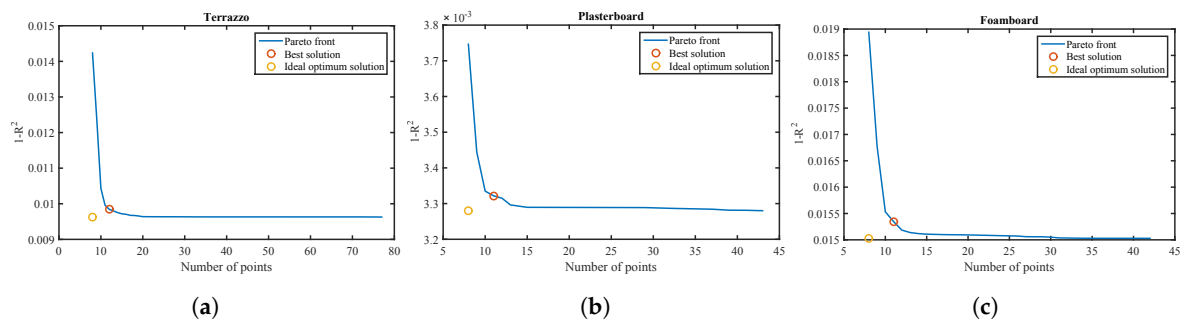 Terrazzo
0.015
0.014
0.013
0.012
0.011
0.01
0.009
1-R²
Pareto front
Best solution
Ideal optimum solution
0 10 20 30 40 50 60 70 80
Number of points
(a)
Plasterboard
× 10⁻³
3.8
3.7
3.8
3.4
3.3
3.3
3.2
1-R²
Pareto front
Best solution
Ideal optimum solution
5 10 15 20 25 30 35 40 45
Number of points
(b)
Foamboard
0.019
0.0185
0.018
0.0175
0.017
0.0165
0.016
0.0155
0.015
1-R²
Pareto front
Best solution
Ideal optimum solution
5 10 15 20 25 30 35 40 45
Number of points
(c)